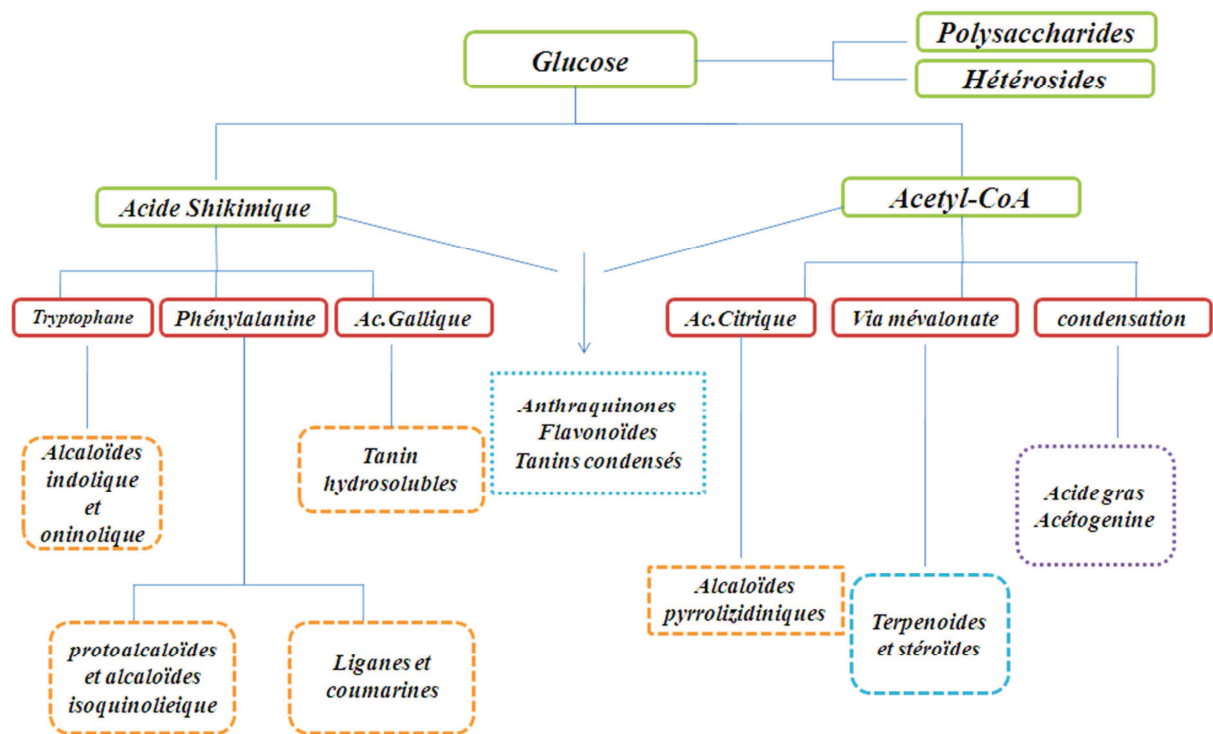 Glucose
Polysaccharides
Hétérosides
Acide Shikimique
Acetyl-CoA
Tryptophane
Phénylalanine
Ac.Gallique
Ac.Citrique
Via mévalonate
condensation
Alcaloïdes
indolique
et
oninolique
Tanin
hydrosolubles
Anthraquinones
Flavonoïdes
Tanins condensés
Acide gras
Acétogenine
protoalcaloïdes
et alcaloïdes
isoquinolieique
Liganes et
coumarines
Alcaloïdes
pyrrolizidiniques
Terpenoides
et stéroïdes